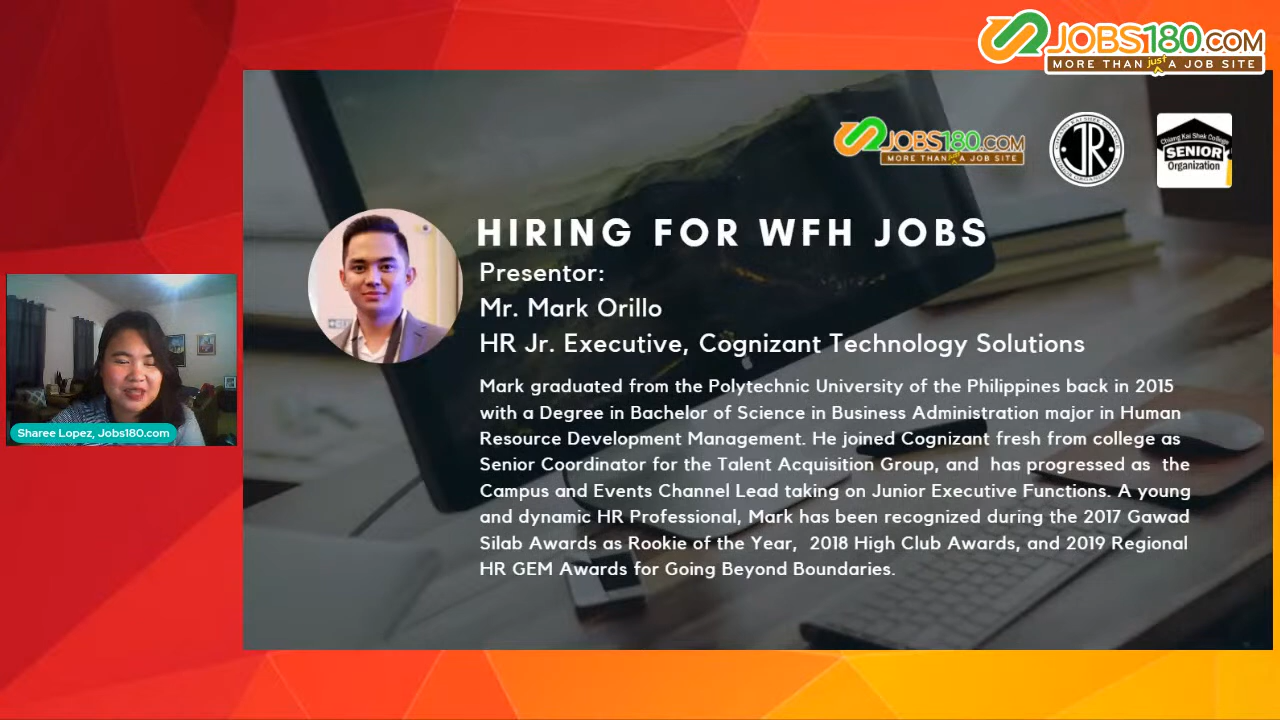 JOBS180.COM
MORE THAN just A JOB SITE
JOBS180.COM
MORE THAN just A JOB SITE
JR
Chiang Kai Shek College
SENIOR
Organization
HIRING FOR WFH JOBS
Presentor:
Mr. Mark Orillo
HR Jr. Executive, Cognizant Technology Solutions
Mark graduated from the Polytechnic University of the Philippines back in 2015
with a Degree in Bachelor of Science in Business Administration major in Human
Resource Development Management. He joined Cognizant fresh from college as
Senior Coordinator for the Talent Acquisition Group, and has progressed as the
Campus and Events Channel Lead taking on Junior Executive Functions. A young
and dynamic HR Professional, Mark has been recognized during the 2017 Gawad
Silab Awards as Rookie of the Year, 2018 High Club Awards, and 2019 Regional
HR GEM Awards for Going Beyond Boundaries.
Sharee Lopez, Jobs180.com